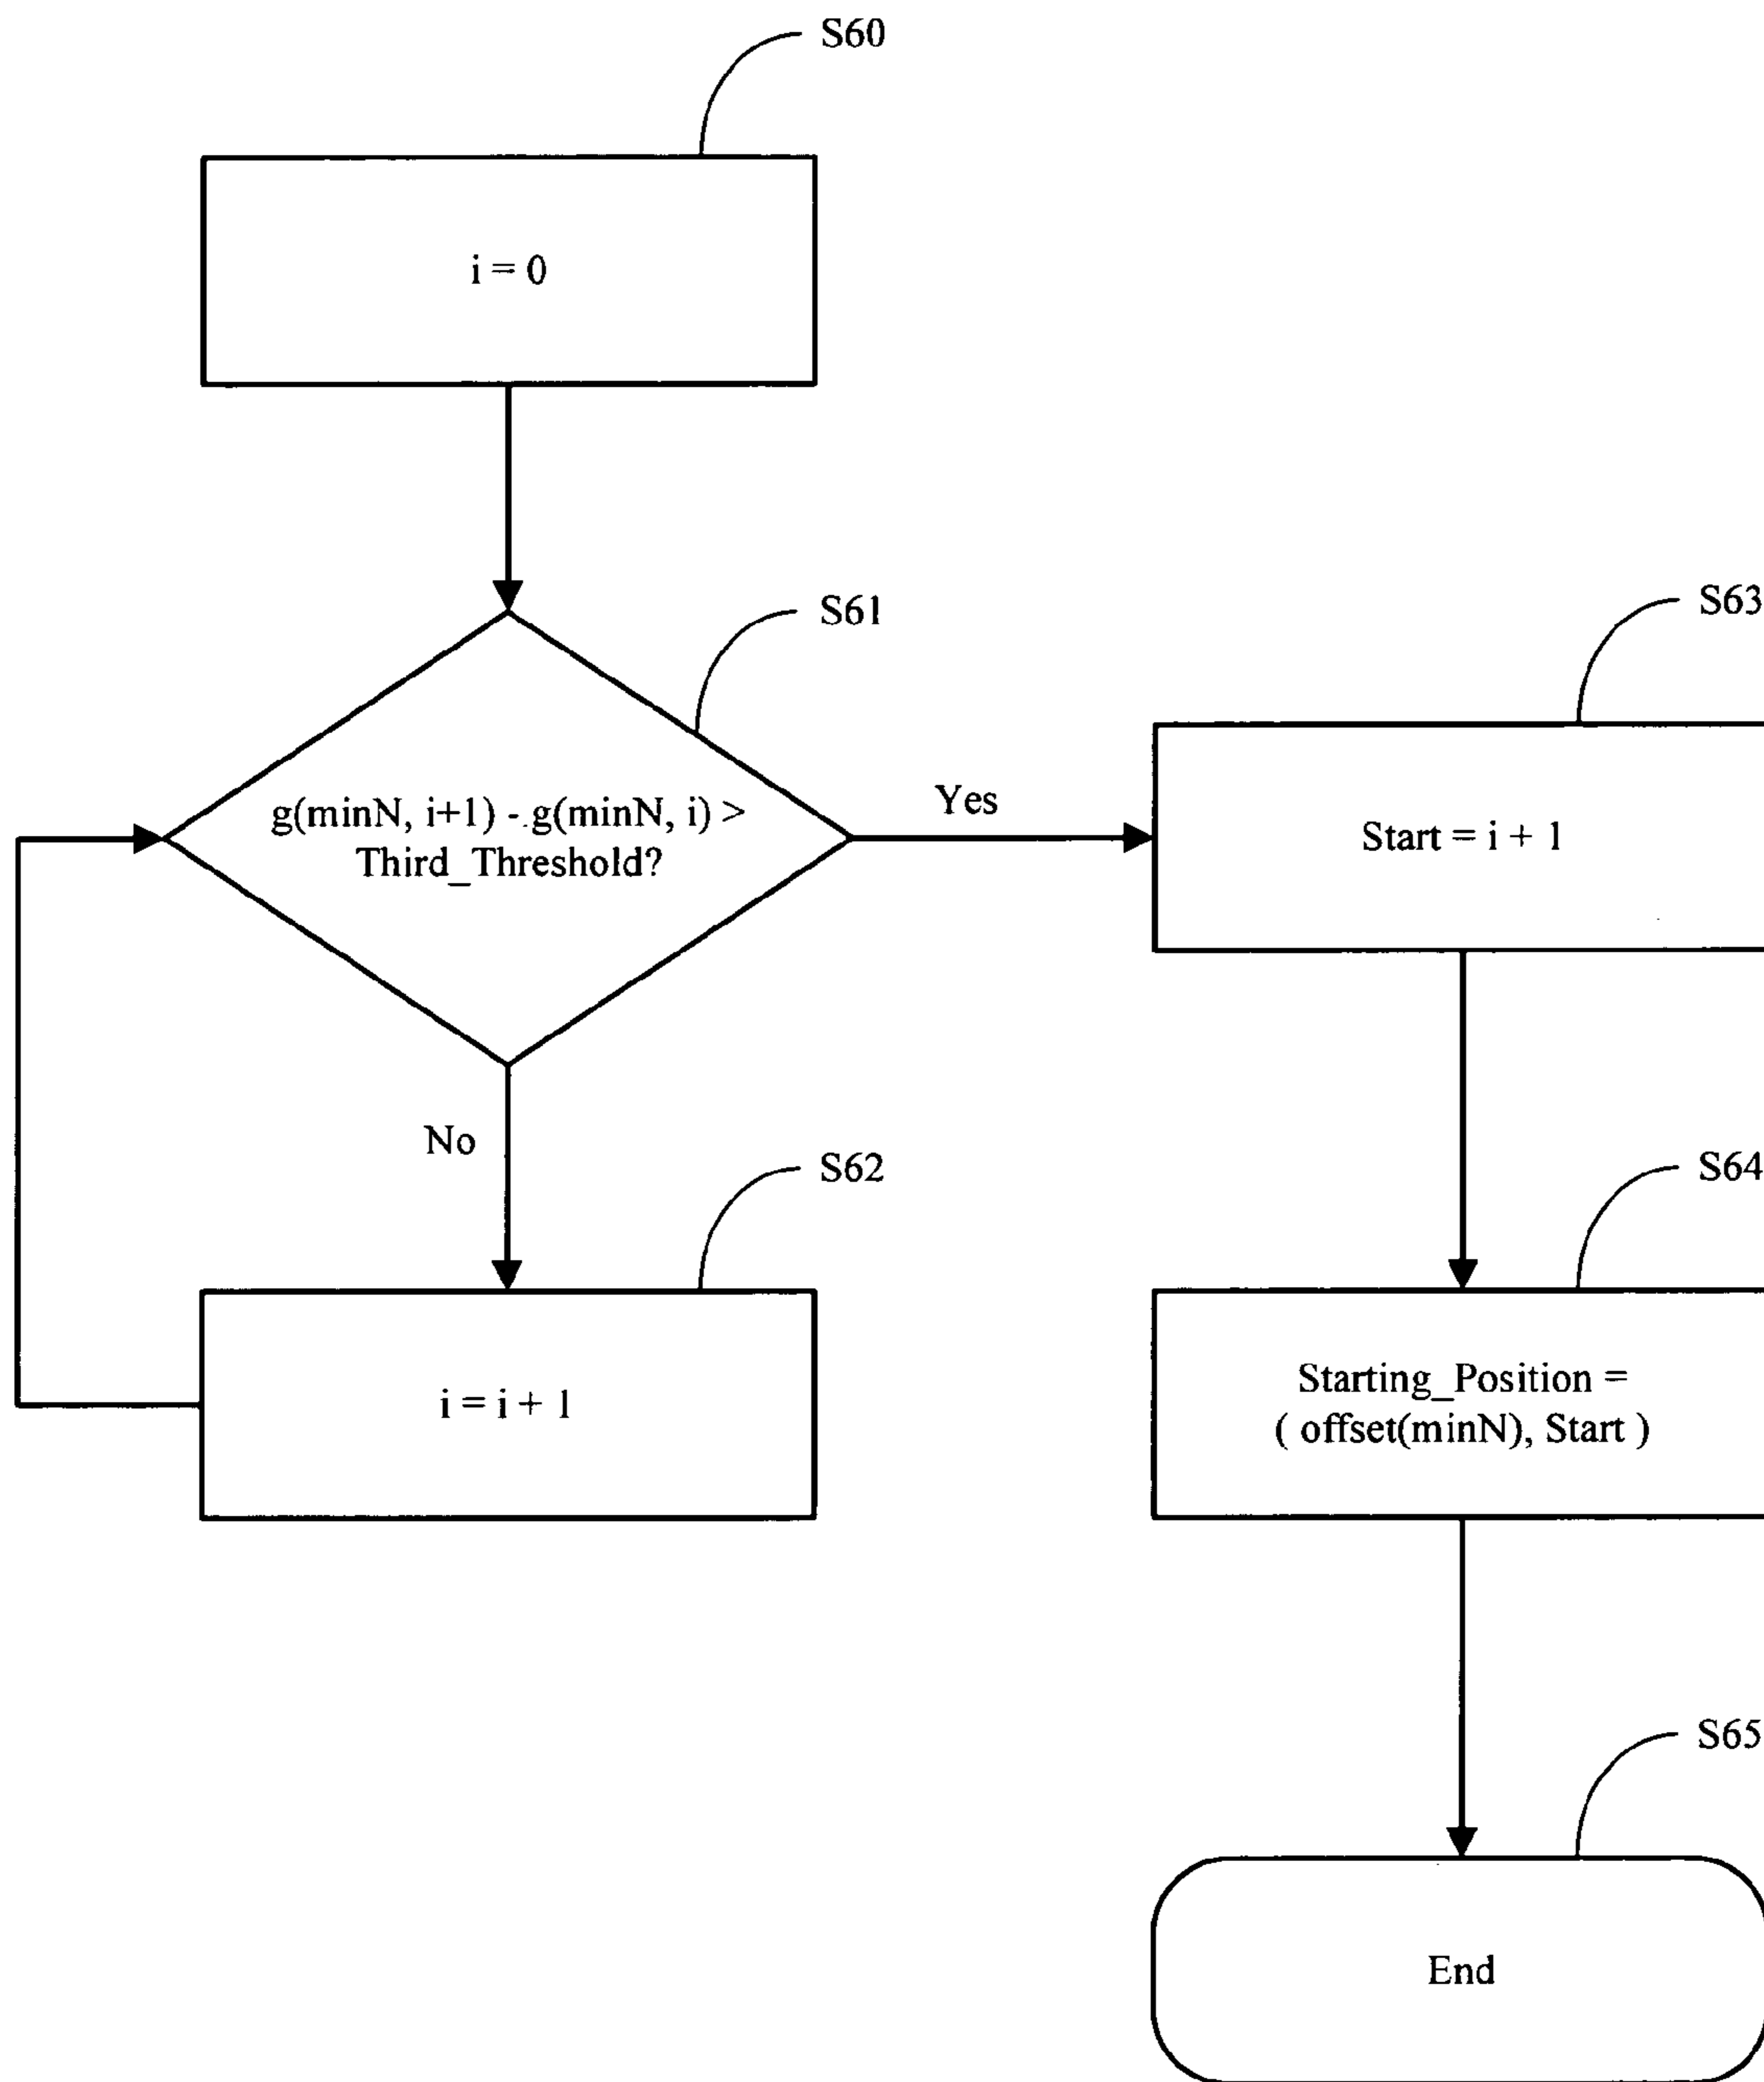 S60
i = 0
S61
g(minN, i+1) - g(minN, i) >
Third_Threshold?
Yes
No
S62
i = i + 1
S63
Start = i + 1
S64
Starting_Position =
( offset(minN), Start )
S65
End